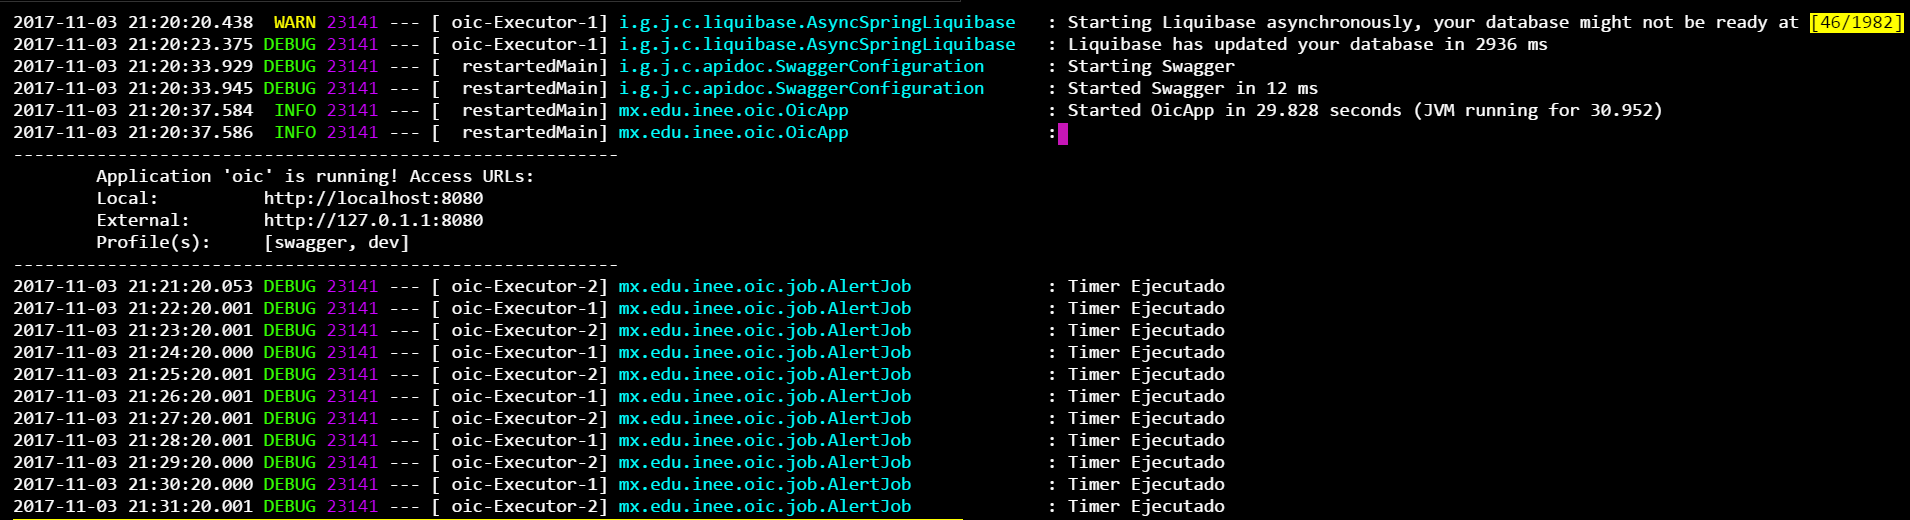 2017-11-03 21:20:20.438  WARN 23141 --- [ oic-Executor-1] i.g.j.c.liquibase.AsyncSpringLiquibase   : Starting Liquibase asynchronously, your database might not be ready at [46/1982]
2017-11-03 21:20:23.375 DEBUG 23141 --- [ oic-Executor-1] i.g.j.c.liquibase.AsyncSpringLiquibase   : Liquibase has updated your database in 2936 ms
2017-11-03 21:20:33.929 DEBUG 23141 --- [  restartedMain] i.g.j.c.apidoc.SwaggerConfiguration      : Starting Swagger
2017-11-03 21:20:33.945 DEBUG 23141 --- [  restartedMain] i.g.j.c.apidoc.SwaggerConfiguration      : Started Swagger in 12 ms
2017-11-03 21:20:37.584  INFO 23141 --- [  restartedMain] mx.edu.inee.oic.OicApp                   : Started OicApp in 29.828 seconds (JVM running for 30.952)
2017-11-03 21:20:37.586  INFO 23141 --- [  restartedMain] mx.edu.inee.oic.OicApp                   :
----------------------------------------------------------
        Application 'oic' is running! Access URLs:
        Local:          http://localhost:8080
        External:       http://127.0.1.1:8080
        Profile(s):     [swagger, dev]
----------------------------------------------------------
2017-11-03 21:21:20.053 DEBUG 23141 --- [ oic-Executor-2] mx.edu.inee.oic.job.AlertJob             : Timer Ejecutado
2017-11-03 21:22:20.001 DEBUG 23141 --- [ oic-Executor-1] mx.edu.inee.oic.job.AlertJob             : Timer Ejecutado
2017-11-03 21:23:20.001 DEBUG 23141 --- [ oic-Executor-2] mx.edu.inee.oic.job.AlertJob             : Timer Ejecutado
2017-11-03 21:24:20.000 DEBUG 23141 --- [ oic-Executor-1] mx.edu.inee.oic.job.AlertJob             : Timer Ejecutado
2017-11-03 21:25:20.001 DEBUG 23141 --- [ oic-Executor-2] mx.edu.inee.oic.job.AlertJob             : Timer Ejecutado
2017-11-03 21:26:20.001 DEBUG 23141 --- [ oic-Executor-1] mx.edu.inee.oic.job.AlertJob             : Timer Ejecutado
2017-11-03 21:27:20.001 DEBUG 23141 --- [ oic-Executor-2] mx.edu.inee.oic.job.AlertJob             : Timer Ejecutado
2017-11-03 21:28:20.001 DEBUG 23141 --- [ oic-Executor-1] mx.edu.inee.oic.job.AlertJob             : Timer Ejecutado
2017-11-03 21:29:20.000 DEBUG 23141 --- [ oic-Executor-2] mx.edu.inee.oic.job.AlertJob             : Timer Ejecutado
2017-11-03 21:30:20.000 DEBUG 23141 --- [ oic-Executor-1] mx.edu.inee.oic.job.AlertJob             : Timer Ejecutado
2017-11-03 21:31:20.001 DEBUG 23141 --- [ oic-Executor-2] mx.edu.inee.oic.job.AlertJob             : Timer Ejecutado